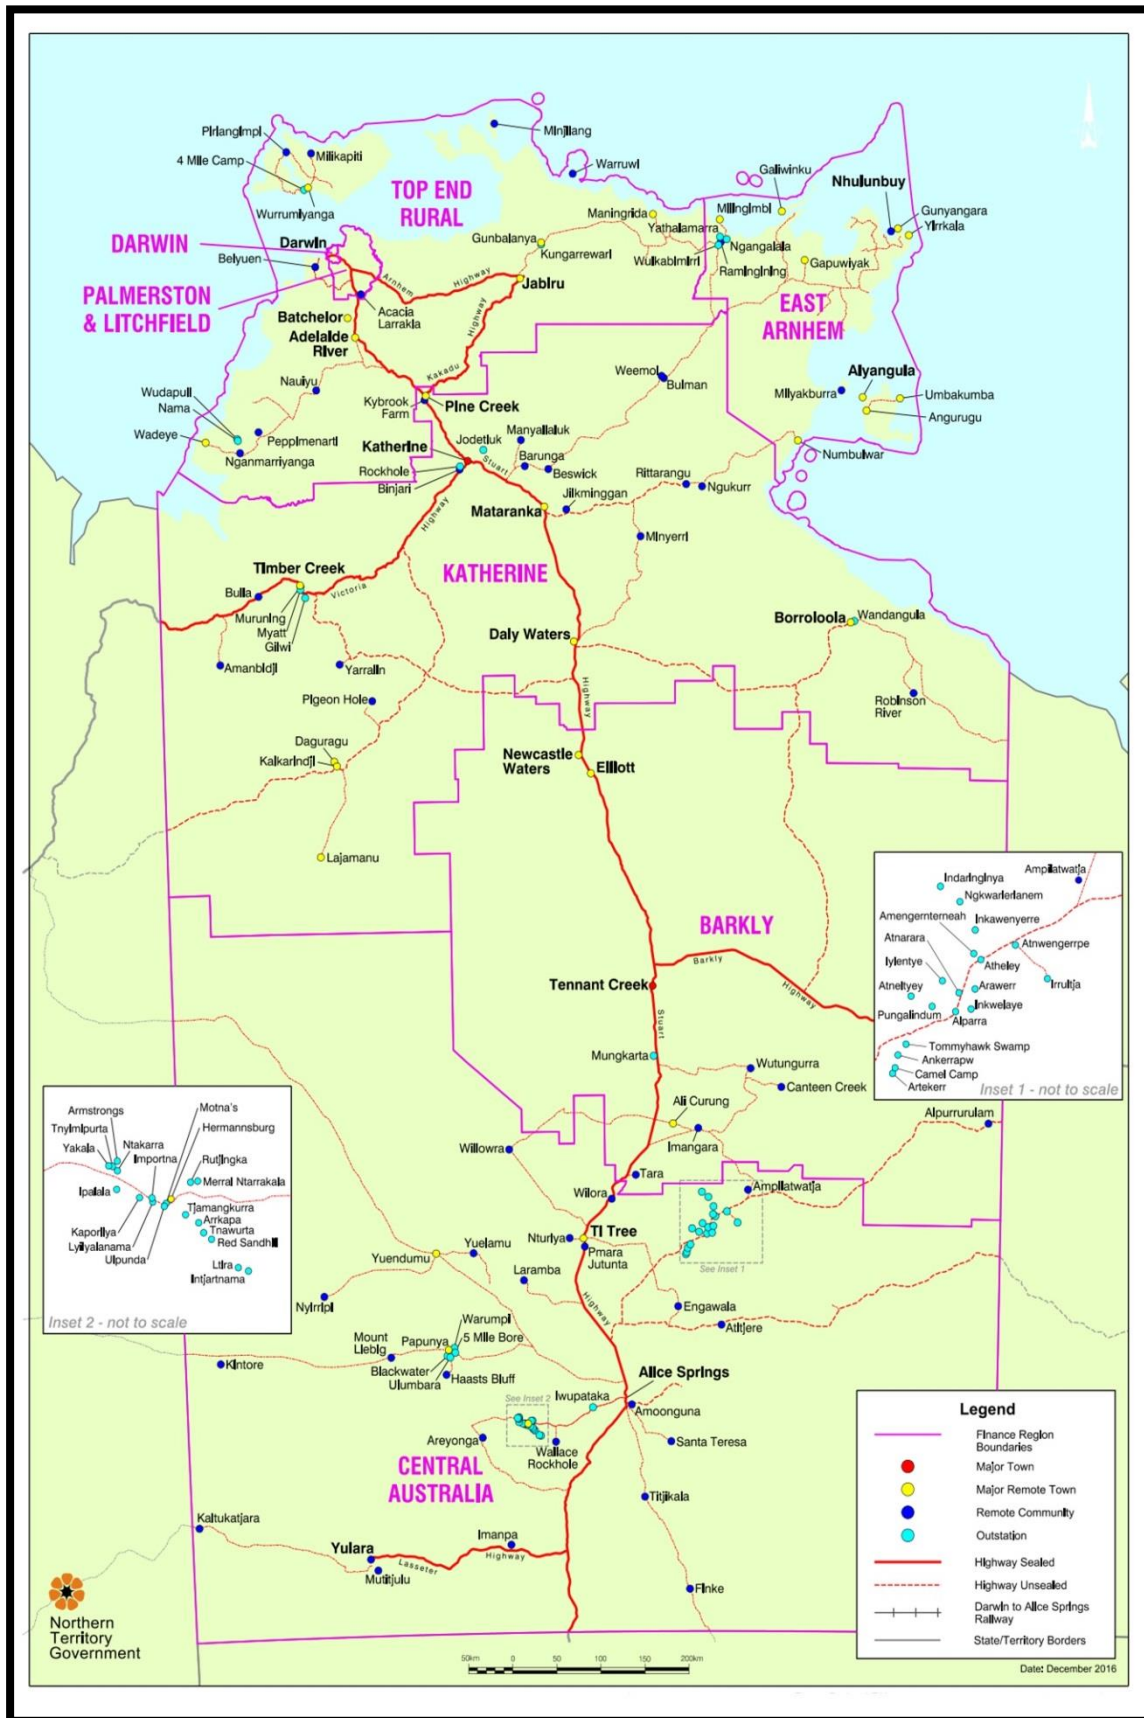 Pirlangimpi
Milikapiti
4 Mile Camp
Wurrumiyanga
Minjilang
Warruwi
TOP END
RURAL
DARWIN
Darwin
Belyuen
PALMERSTON
& LITCHFIELD
Arnhem
Highway
Gunbalanya
Kungarrewarl
Maningrida
Milingimbi
Galiwinku
Yathalamarra
Ngangalala
Wulkabimirri
Ramingining
Nhulunbuy
Gunyangara
Yirrkala
Gapuwiyak
EAST
ARNHEM
Jabiru
Acacia
Larrakia
Batchelor
Adelaide
River
Kakadu
Highway
Wudapuli
Nama
Wadeye
Nauiyu
Peppimenarti
Nganmarriyanga
Kybrook
Farm
Pine Creek
Weemol
Bulman
Alyangula
Milyakburra
Umbakumba
Angurugu
Numbulwar
Katherine
Rockhole
Binjari
Jodetluk
Manyallaluk
Barunga
Beswick
Stuart
Jilkminggan
Mataranka
Rittarangu
Ngukurr
Minyerri
Highway
KATHERINE
Timber Creek
Victoria
Bulla
Muruning
Myatt
Gilwi
Amanbidji
Yarralin
Pigeon Hole
Daly Waters
Highway
Borroloola
Wandangula
Robinson
River
Daguragu
Kalkarindji
Lajamanu
Newcastle
Waters
Elliott
BARKLY
Barkly
Highway
Tennant Creek
Stuart
Mungkarta
Wutungurra
Canteen Creek
Ali Curung
Imangara
Alpurrurulam
Willowra
Tara
Wilora
Ampilatwatja
See Inset 1
Ti Tree
Nturiya
Pmara
Jutunta
Yuendumu
Yuelamu
Laramba
Nyirripi
Highway
Engawala
Atitjere
Mount
Liebig
Papunya
Warumpi
5 Mile Bore
Blackwater
Ulumbara
Haasts Bluff
Kintore
Alice Springs
See Inset 2
Iwupataka
Amoonguna
Areyonga
Wallace
Rockhole
Santa Teresa
CENTRAL
AUSTRALIA
Titjikala
Kaltukatjara
Yulara
Imanpa
Lasseter
Highway
Mutitjulu
Finke
Indaringinya
Ampilatwatja
Ngkwarlerlanem
Amengernterneah
Inkawenyerre
Atnarara
Atnwengerrpe
Iylentye
Atheley
Atneltyey
Arawerr
Irrultja
Pungalindum
Inkwelaye
Alparra
Tommyhawk Swamp
Ankerrapw
Camel Camp
Artekerr
Inset 1 - not to scale
Armstrongs
Motna's
Tnyimipurta
Hermannsburg
Yakala
Ntakarra
Importna
Rutjingka
Ipalala
Merral Ntarrakala
Tjamangkurra
Kaporilya
Arrkapa
Lyilyalanama
Tnawurta
Ulpunda
Red Sandhill
Ltira
Intjartnama
Inset 2 - not to scale
Legend
Finance Region
Boundaries
Major Town
Major Remote Town
Remote Community
Outstation
Highway Sealed
Highway Unsealed
Darwin to Alice Springs
Railway
State/Territory Borders
Northern
Territory
Government
50km 0 50 100 150 200km
Date: December 2016